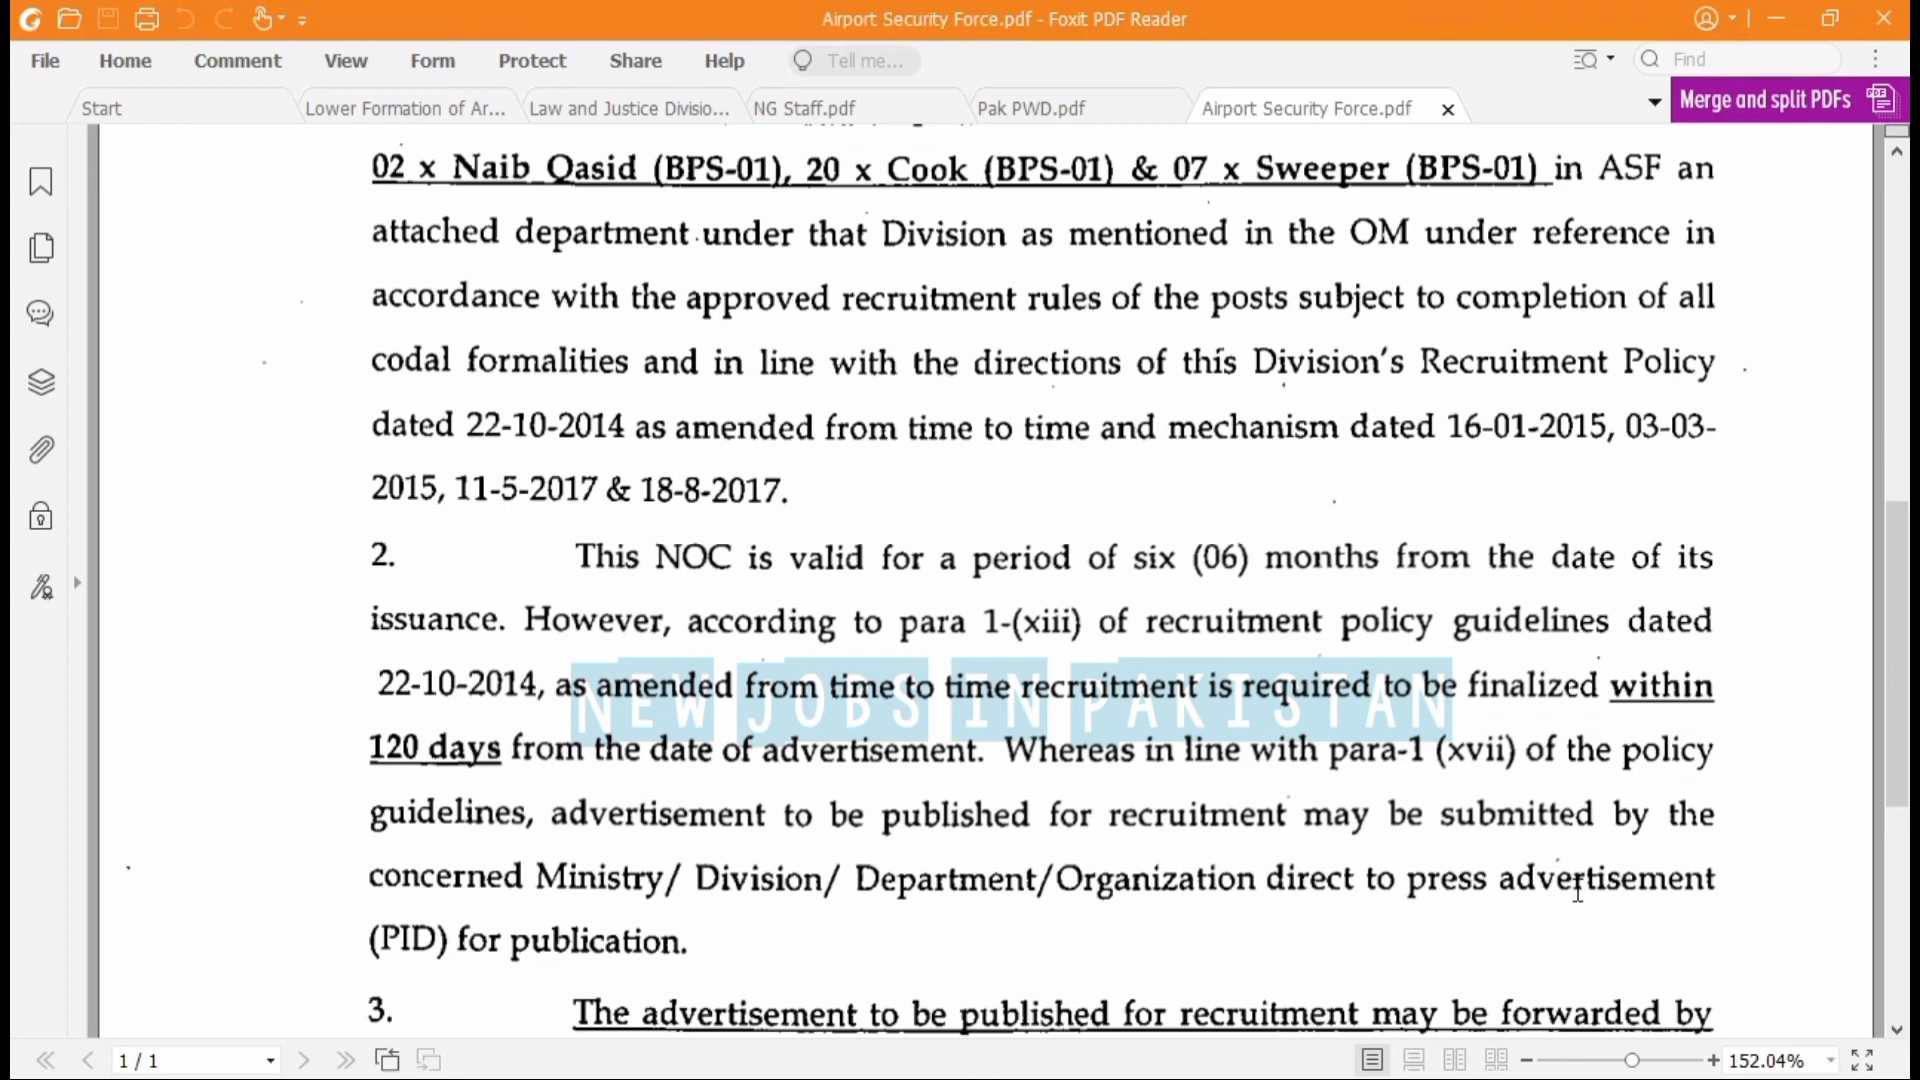 Airport Security Force.pdf - Foxit PDF Reader
File Home Comment View Form Protect Share Help Tell me... Find
Start Lower Formation of Ar... Law and Justice Divisio... NG Staff.pdf Pak PWD.pdf Airport Security Force.pdf Merge and split PDFs
02 x Naib Qasid (BPS-01), 20 x Cook (BPS-01) & 07 x Sweeper (BPS-01) in ASF an
attached department under that Division as mentioned in the OM under reference in
accordance with the approved recruitment rules of the posts subject to completion of all
codal formalities and in line with the directions of this Division's Recruitment Policy
dated 22-10-2014 as amended from time to time and mechanism dated 16-01-2015, 03-03-
2015, 11-5-2017 & 18-8-2017.
2. This NOC is valid for a period of six (06) months from the date of its
issuance. However, according to para 1-(xiii) of recruitment policy guidelines dated
22-10-2014, as amended from time to time recruitment is required to be finalized within
NEW JOBS IN PAKISTAN
120 days from the date of advertisement. Whereas in line with para-1 (xvii) of the policy
guidelines, advertisement to be published for recruitment may be submitted by the
concerned Ministry/ Division/ Department/Organization direct to press advertisement
(PID) for publication.
3. The advertisement to be published for recruitment may be forwarded by
1 / 1 152.04%